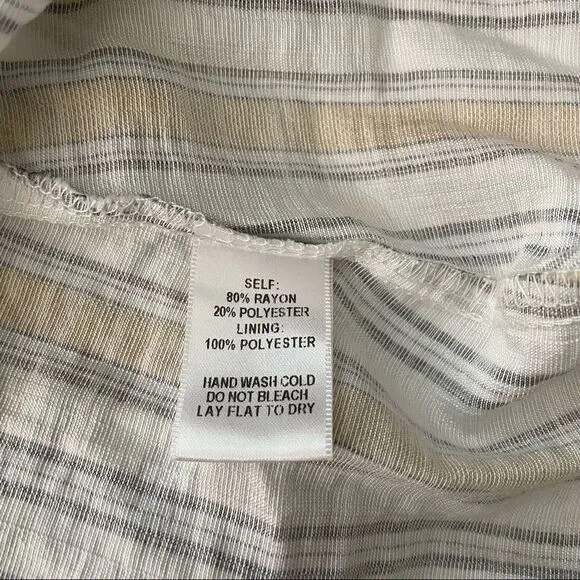 SELF:
80% RAYON
20% POLYESTER
LINING:
100% POLYESTER
HAND WASH COLD
DO NOT BLEACH
LAY FLAT TO DRY